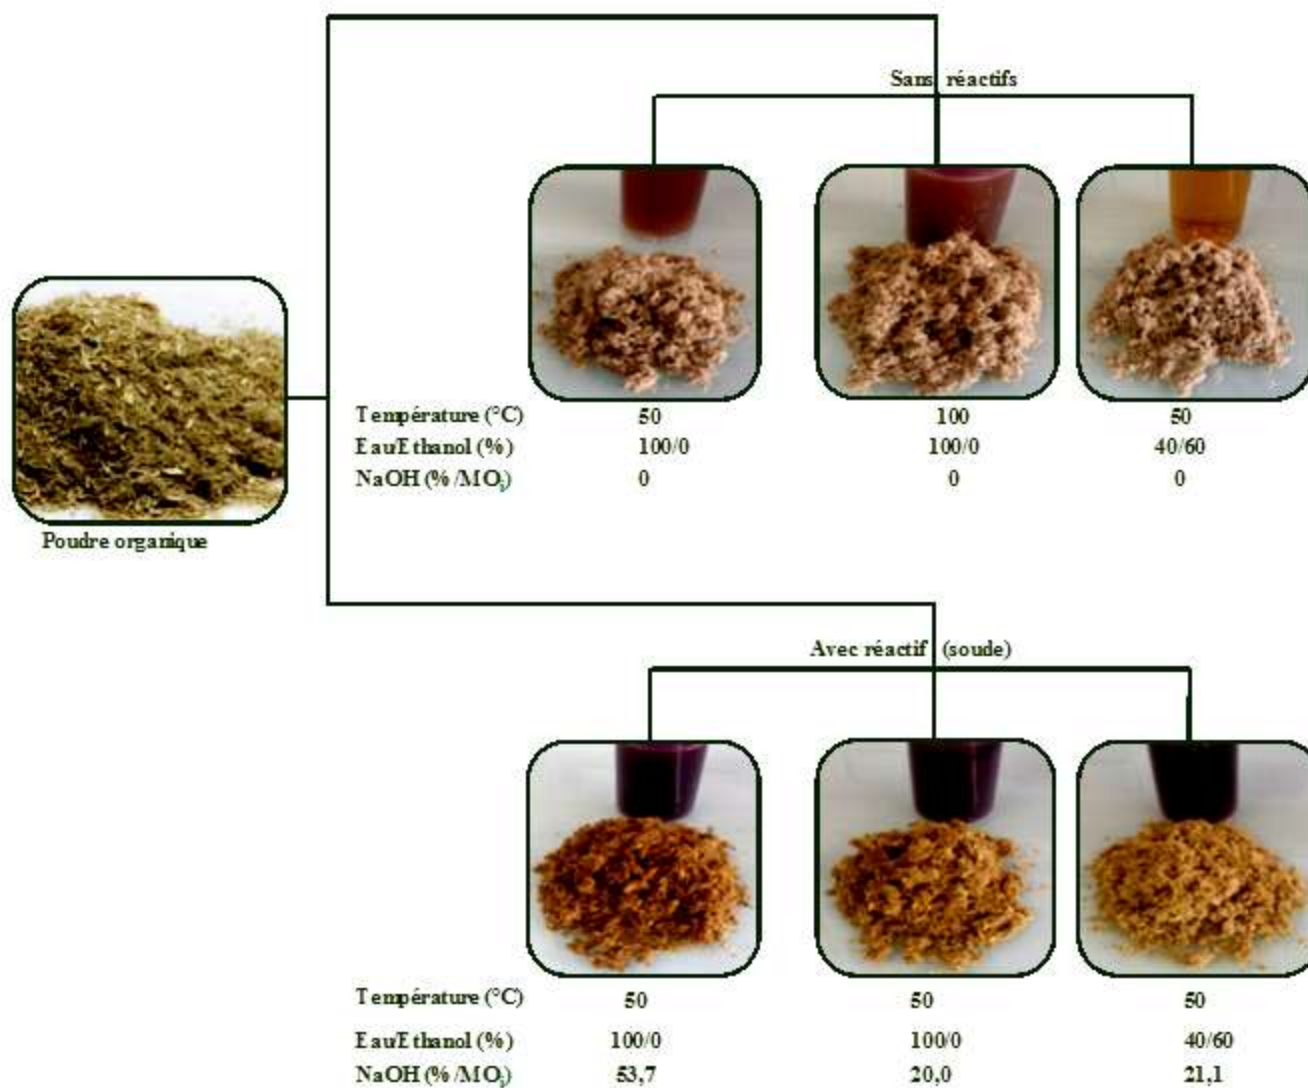 Sans réactifs
Température (°C) 50 100 50
Eau/Ethanol (%) 100/0 100/0 40/60
NaOH (% /MOi) 0 0 0
Poudre organique
Avec réactif (soude)
Température (°C) 50 50 50
Eau/Ethanol (%) 100/0 100/0 40/60
NaOH (% /MOi) 53,7 20,0 21,1